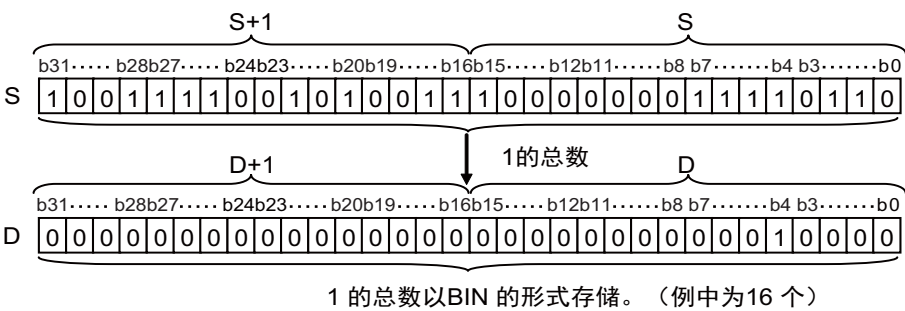 S+1 S
b31····· b28b27······b24b23·····b20b19·····b16b15·····b12b11······b8 b7······b4 b3·······b0
S 1 0 0 1 1 1 1 0 0 1 0 1 0 0 1 1 1 0 0 0 0 0 0 0 1 1 1 1 0 1 1 0
1的总数
D+1 D
b31····· b28b27······b24b23·····b20b19·····b16b15·····b12b11······b8 b7······b4 b3·······b0
D 0 0 0 0 0 0 0 0 0 0 0 0 0 0 0 0 0 0 0 0 0 0 0 0 0 0 0 1 0 0 0 0
1 的总数以BIN 的形式存储。（例中为16 个）